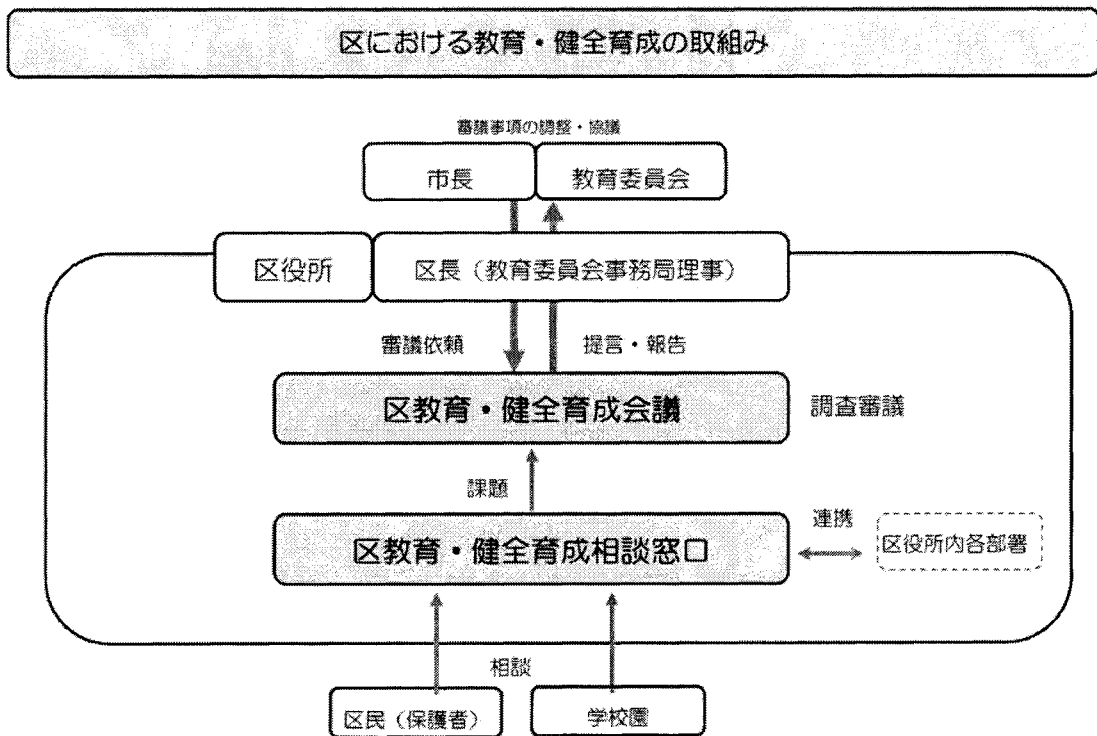 区における教育・健全育成の取組み
審議事項の調整・協議
市長
教育委員会
区役所
区長（教育委員会事務局理事）
審議依頼
提言・報告
区教育・健全育成会議
調査審議
課題
連携
区教育・健全育成相談窓口
区役所内各部署
相談
区民（保護者）
学校園